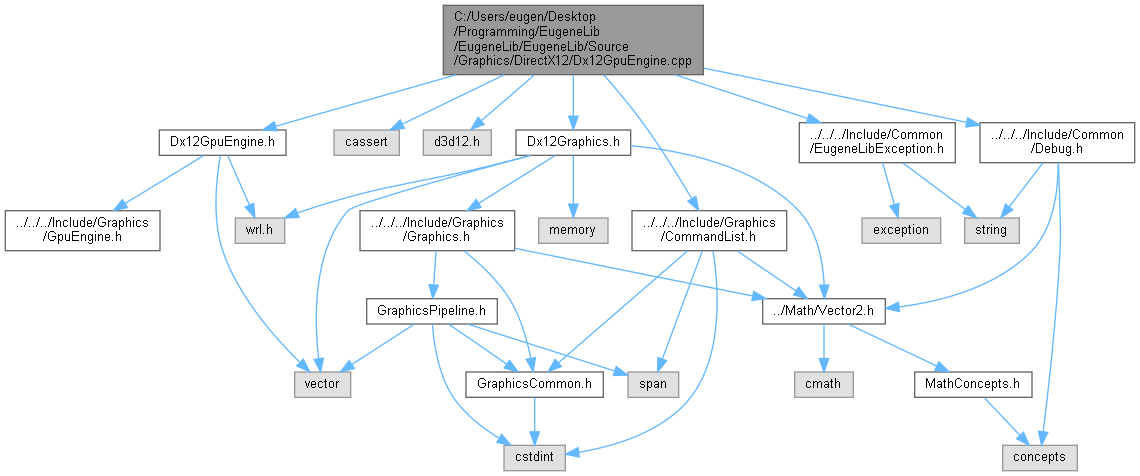 C:/Users/eugen/Desktop
/Programming/EugeneLib
/EugeneLib/EugeneLib/Source
/Graphics/DirectX12/Dx12GpuEngine.cpp
Dx12GpuEngine.h
cassert
d3d12.h
Dx12Graphics.h
../../../Include/Common
/EugeneLibException.h
../../../Include/Common
/Debug.h
../../../Include/Graphics
/GpuEngine.h
wrl.h
../../../Include/Graphics
/Graphics.h
memory
../../../Include/Graphics
/CommandList.h
exception
string
GraphicsPipeline.h
../Math/Vector2.h
vector
GraphicsCommon.h
span
cmath
MathConcepts.h
cstdint
concepts